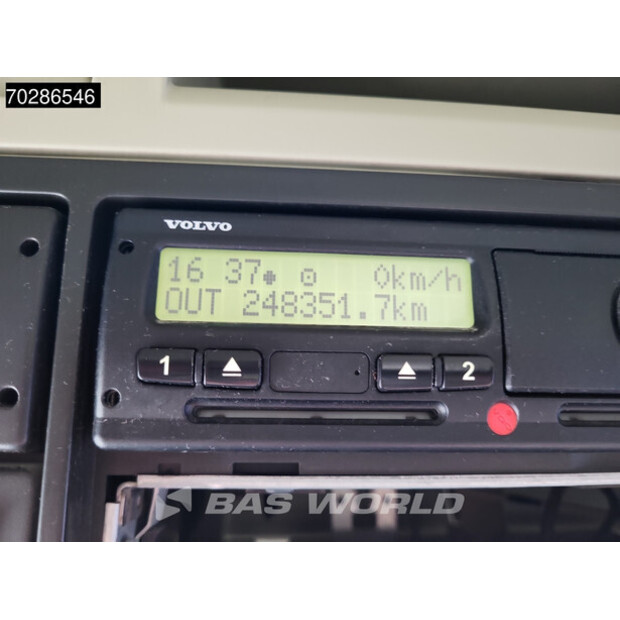 70286546
VOLVO
16 37 0km/h
OUT 248351.7km
1 2
BAS WORLD